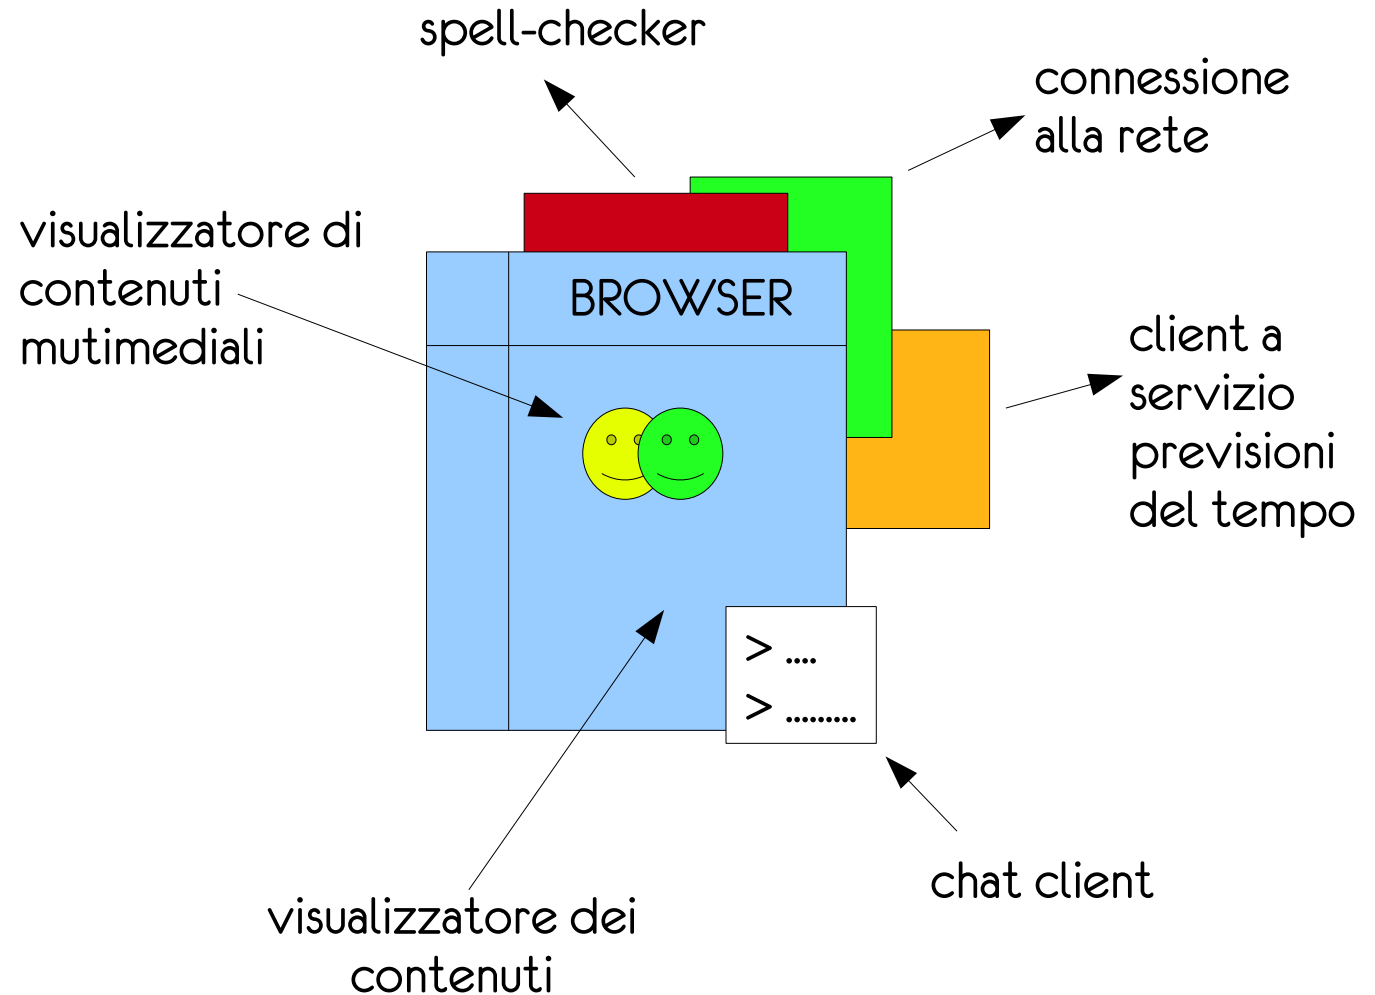 spell-checker
connessione
alla rete
visualizzatore di
contenuti
mutimediali
BROWSER
client a
servizio
previsioni
del tempo
> ....
> .........
chat client
visualizzatore dei
contenuti